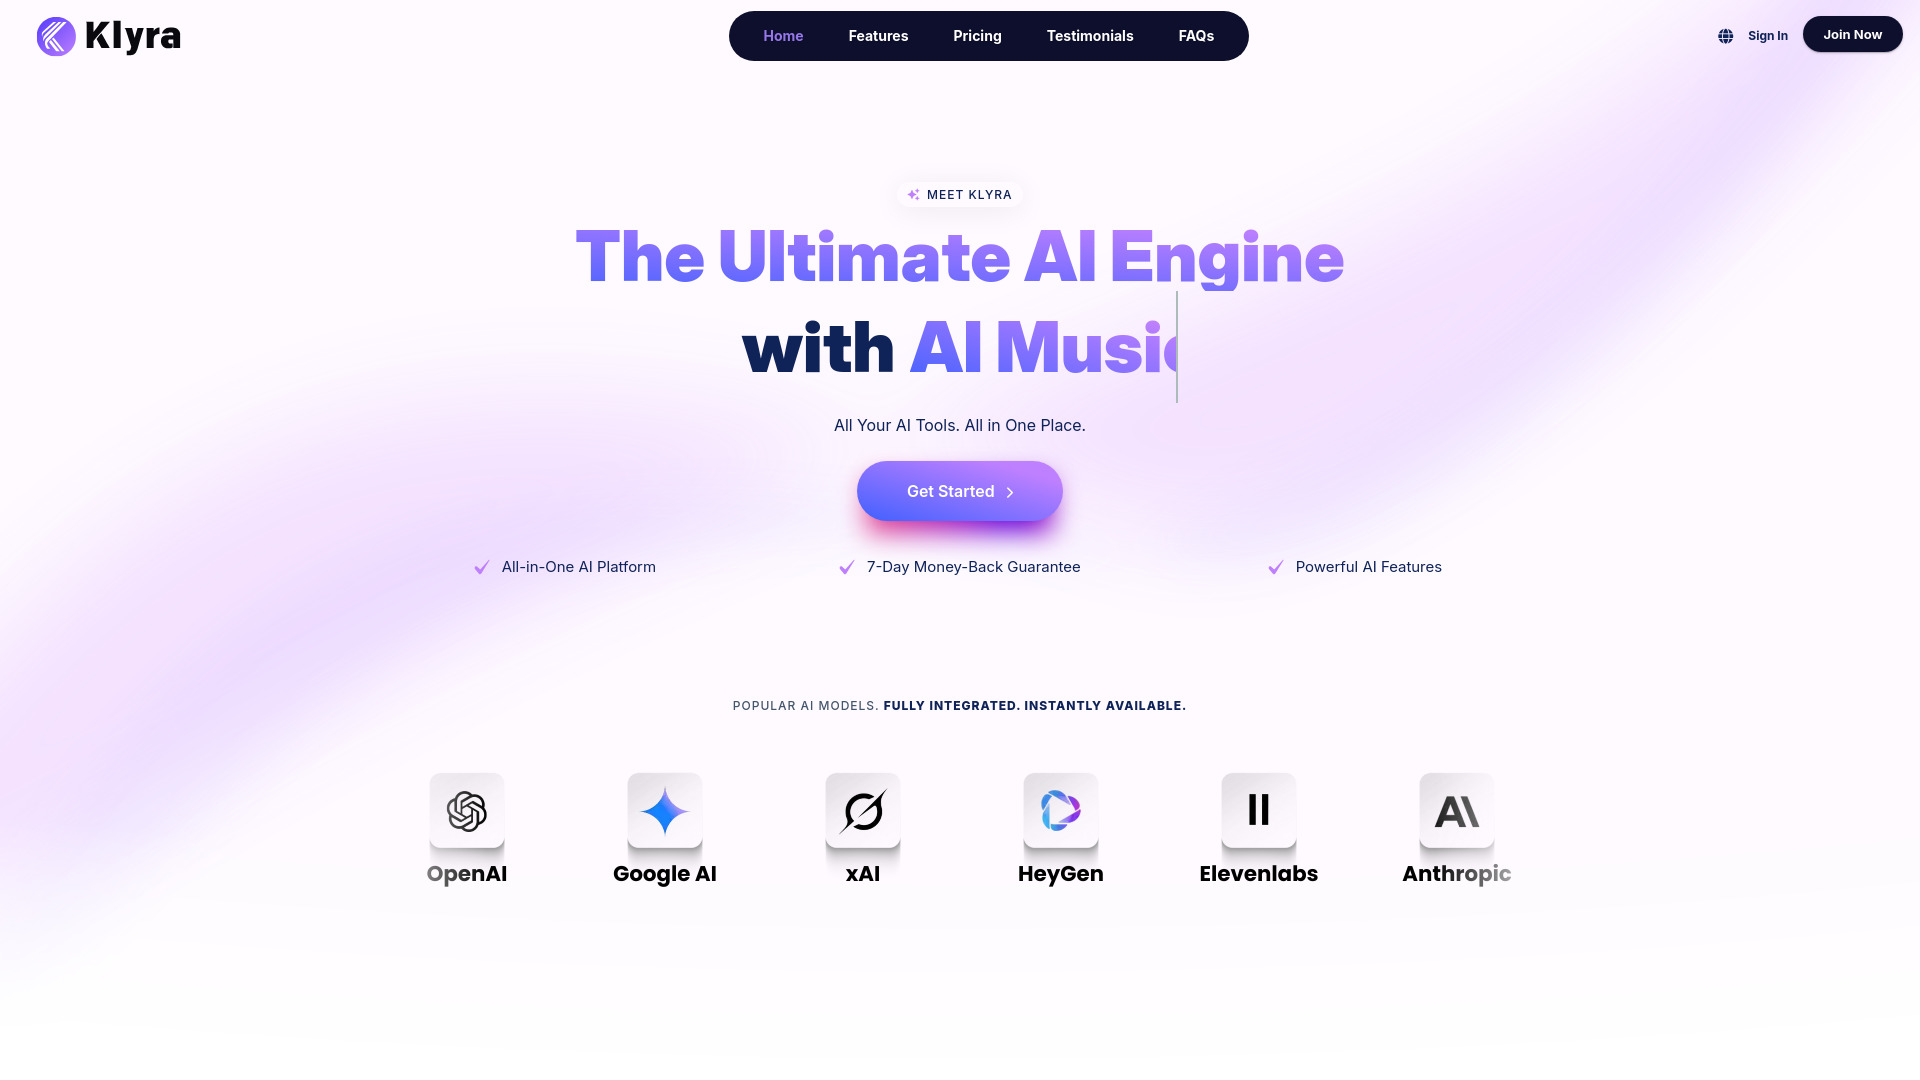 Klyra
Home Features Pricing Testimonials FAQs
Sign In Join Now
MEET KLYRA
The Ultimate AI Engine
with AI Music
All Your AI Tools. All in One Place.
Get Started
All-in-One AI Platform 7-Day Money-Back Guarantee Powerful AI Features
POPULAR AI MODELS. FULLY INTEGRATED. INSTANTLY AVAILABLE.
OpenAI Google AI xAI HeyGen Elevenlabs Anthropic